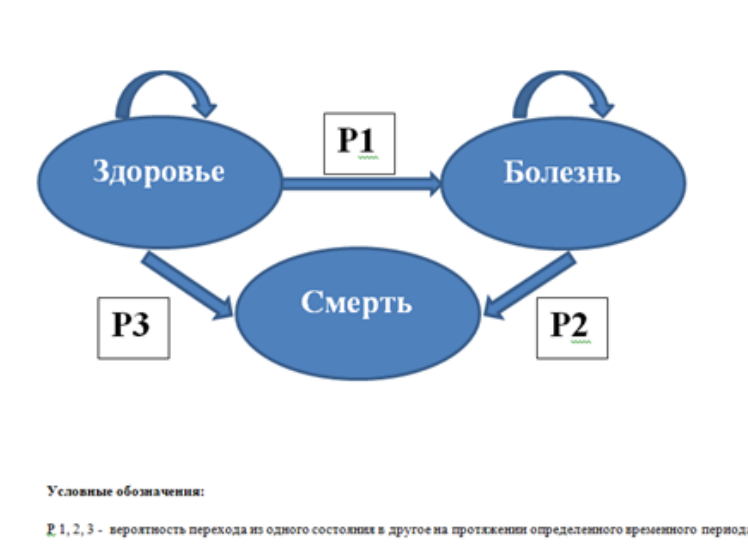 P1
Здоровье
Болезнь
Смерть
P3
P2
Условные обозначения:
P 1, 2, 3 - вероятность перехода из одного состояния в другое на протяжении определенного временного периода